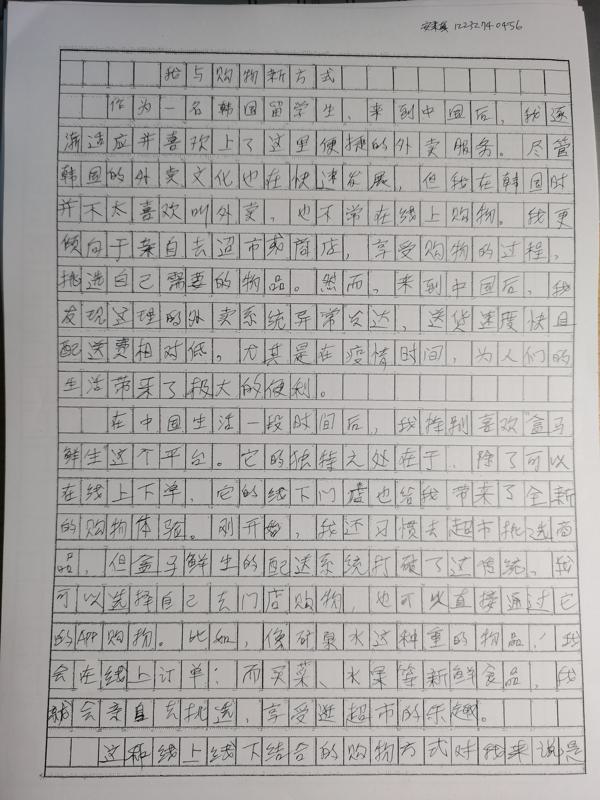 12232740456
我与购物新方式
作为一名韩国留学生，来到中国后，我逐
渐适应并喜欢上了这里便捷的外卖服务。尽管
韩国的外卖文化也在快速发展，但我在韩国时
并不太喜欢叫外卖，也不常在线上购物。我更
倾向于亲自去超市或商店，享受购物的过程，
挑选自己需要的物品。然而，来到中国后，我
发现这理的外卖系统异常发达，送货速度快且
配送费相对低。尤其是在疫情时间，为人们的
生活带来了极大的便利。
在中国生活一段时间后，我特别喜欢“盒马
鲜生”这个平台。它的独特之处在于，除了可以
在线上下单，它的线下门店也给我带来了全新
的购物体验。刚开始，我还习惯去超市挑选商
品，但盒子鲜生的配送系统打破了这传统。我
可以选择自己去门店购物，也可以直接通过它
的APP购物。比如，像矿泉水这种重的物品，我
会在线上订单；而买菜、水果等新鲜食品，我
就会亲自去挑选，享受逛超市的乐趣。
这种线上线下结合的购物方式对我来说是